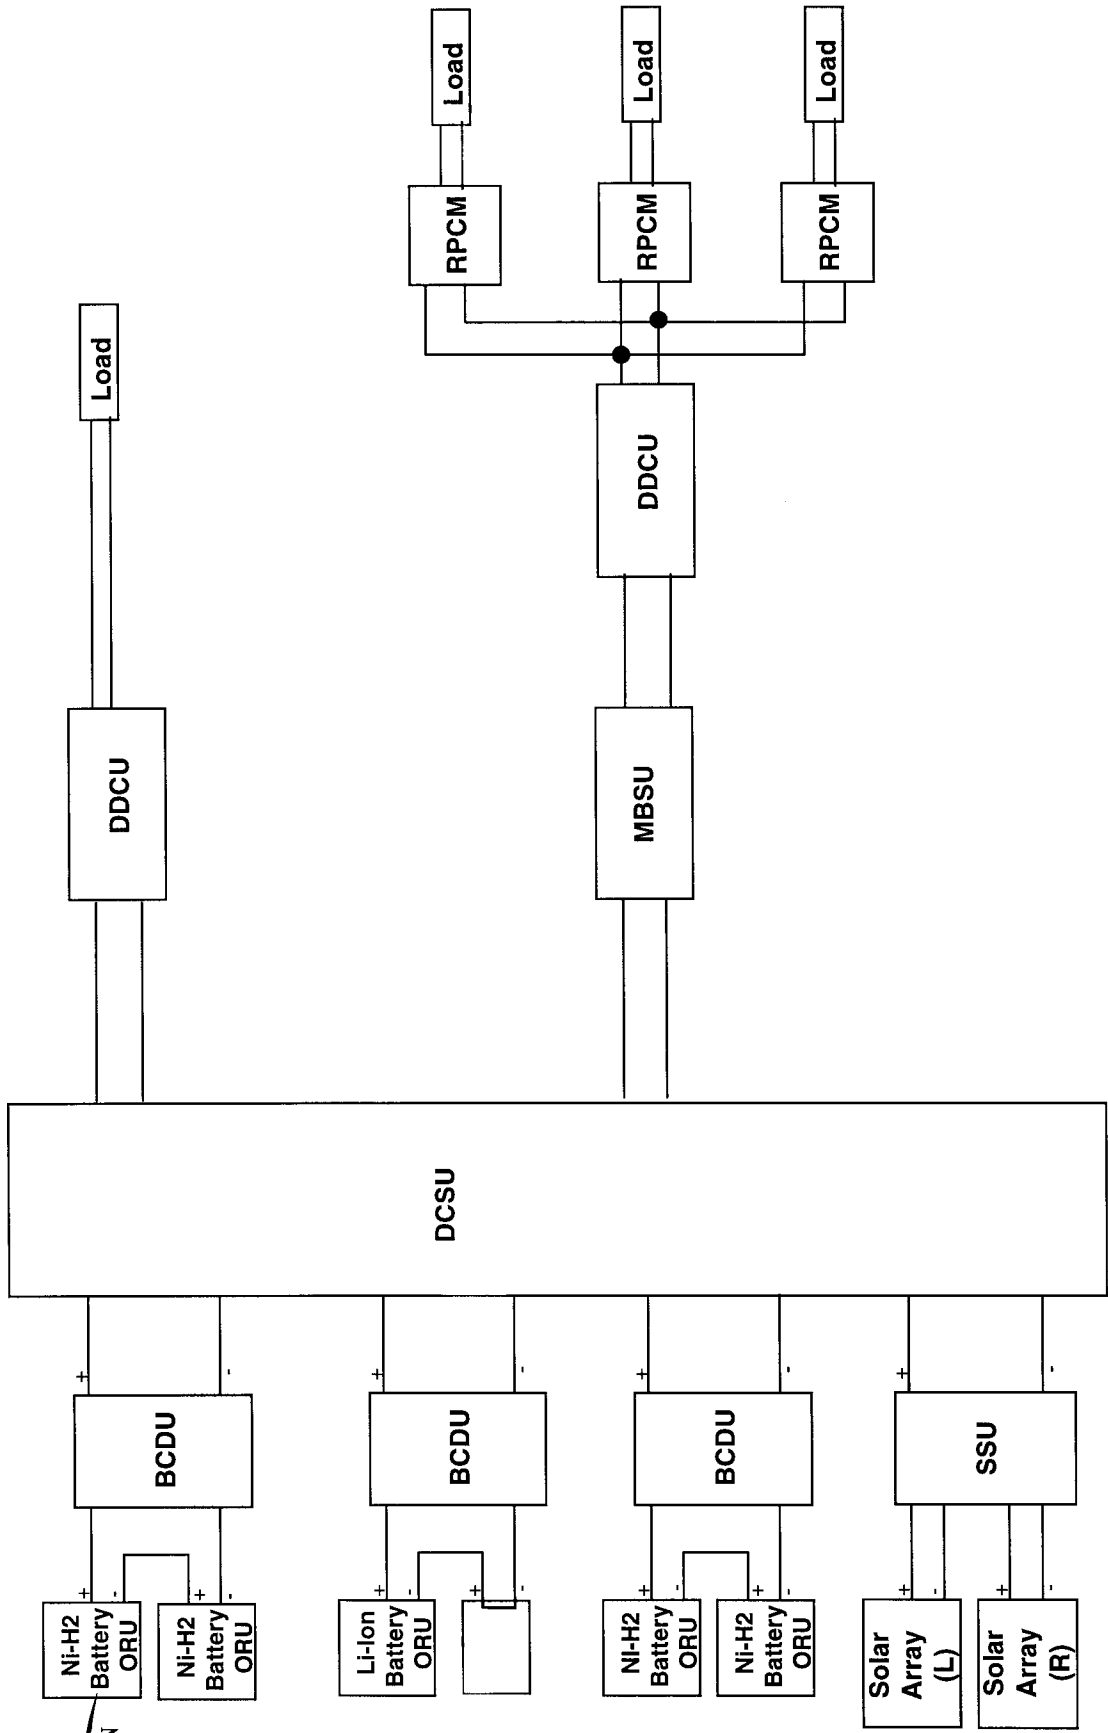 Ni-H2
Battery
ORU
+
-
Ni-H2
Battery
ORU
+
-
BCDU
+
-
DDCU
Load
Li-Ion
Battery
ORU
+
-
+
-
BCDU
+
-
DCSU
NI-H2
Battery
ORU
+
-
Ni-H2
Battery
ORU
+
-
BCDU
+
-
MBSU
DDCU
RPCM
Load
RPCM
Load
RPCM
Load
Solar
Array
(L)
+
-
Solar
Array
(R)
+
-
SSU
+
-